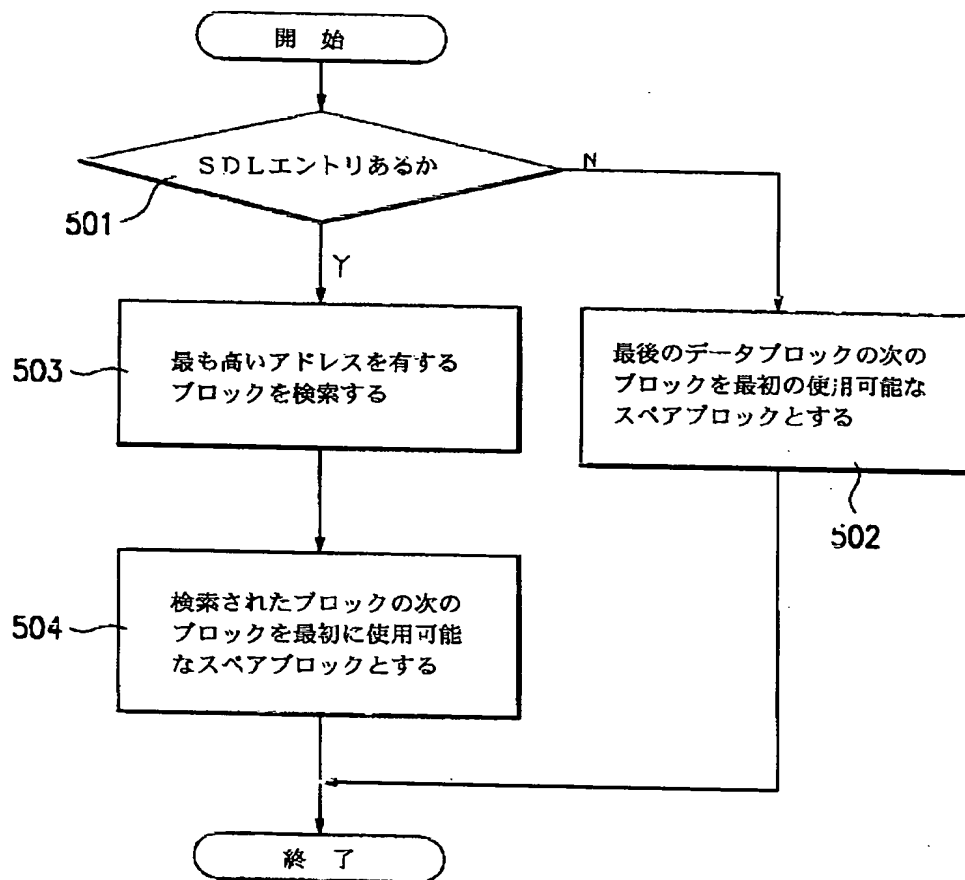 開始
SDLエントリあるか
N
501
Y
503
最も高いアドレスを有する
ブロックを検索する
最後のデータブロックの次の
ブロックを最初の使用可能な
スペアブロックとする
502
504
検索されたブロックの次の
ブロックを最初に使用可能
なスペアブロックとする
終了